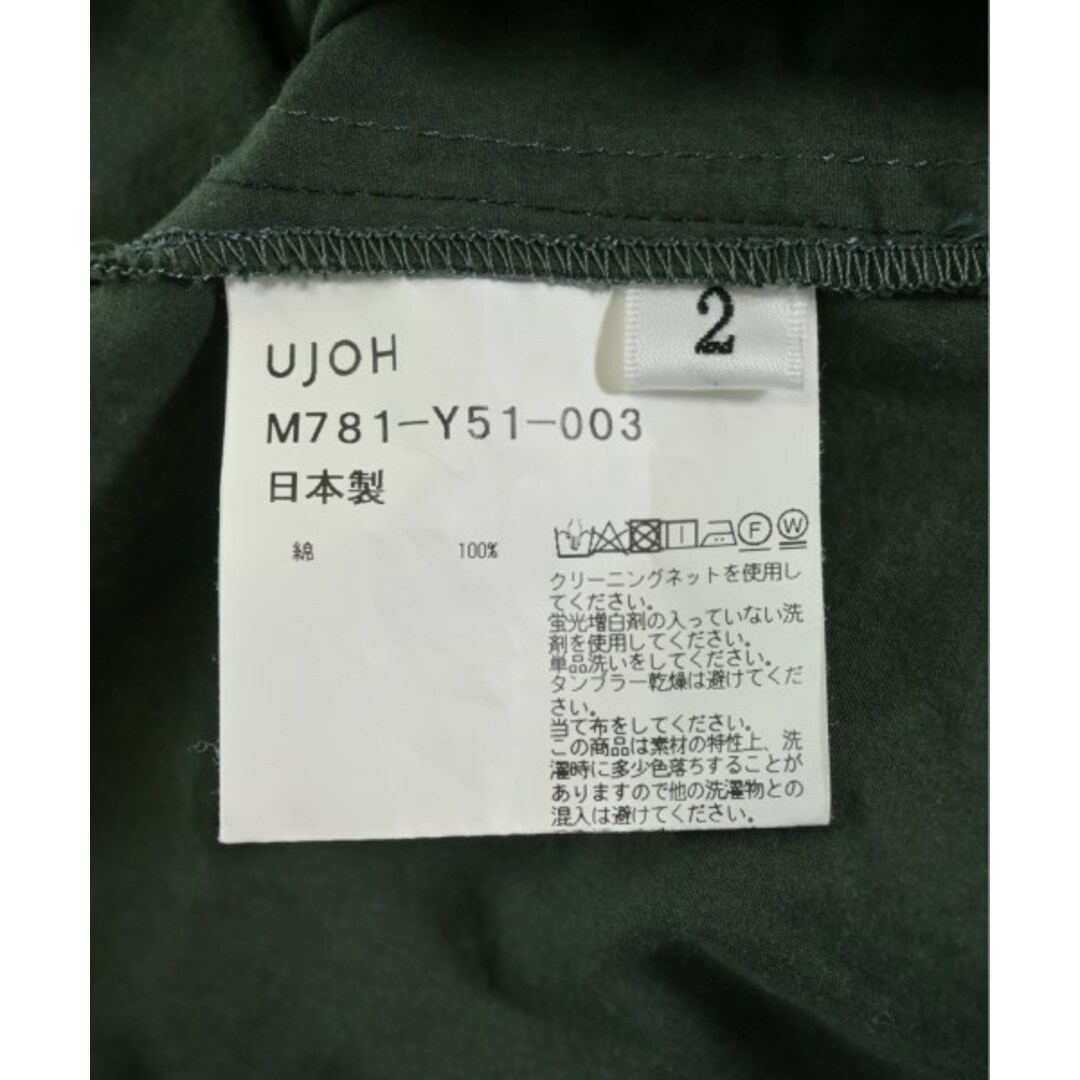 UJOH
2
M781-Y51-003
日本製
綿 100%
F W
クリーニングネットを使用し
てください。
蛍光増白剤の入っていない洗
剤を使用してください。
単品洗いをしてください。
タンブラー乾燥は避けてくだ
さい。
当て布をしてください。
この商品は素材の特性上、洗
濯時に多少色落ちすることが
ありますので他の洗濯物との
混入は避けてください。